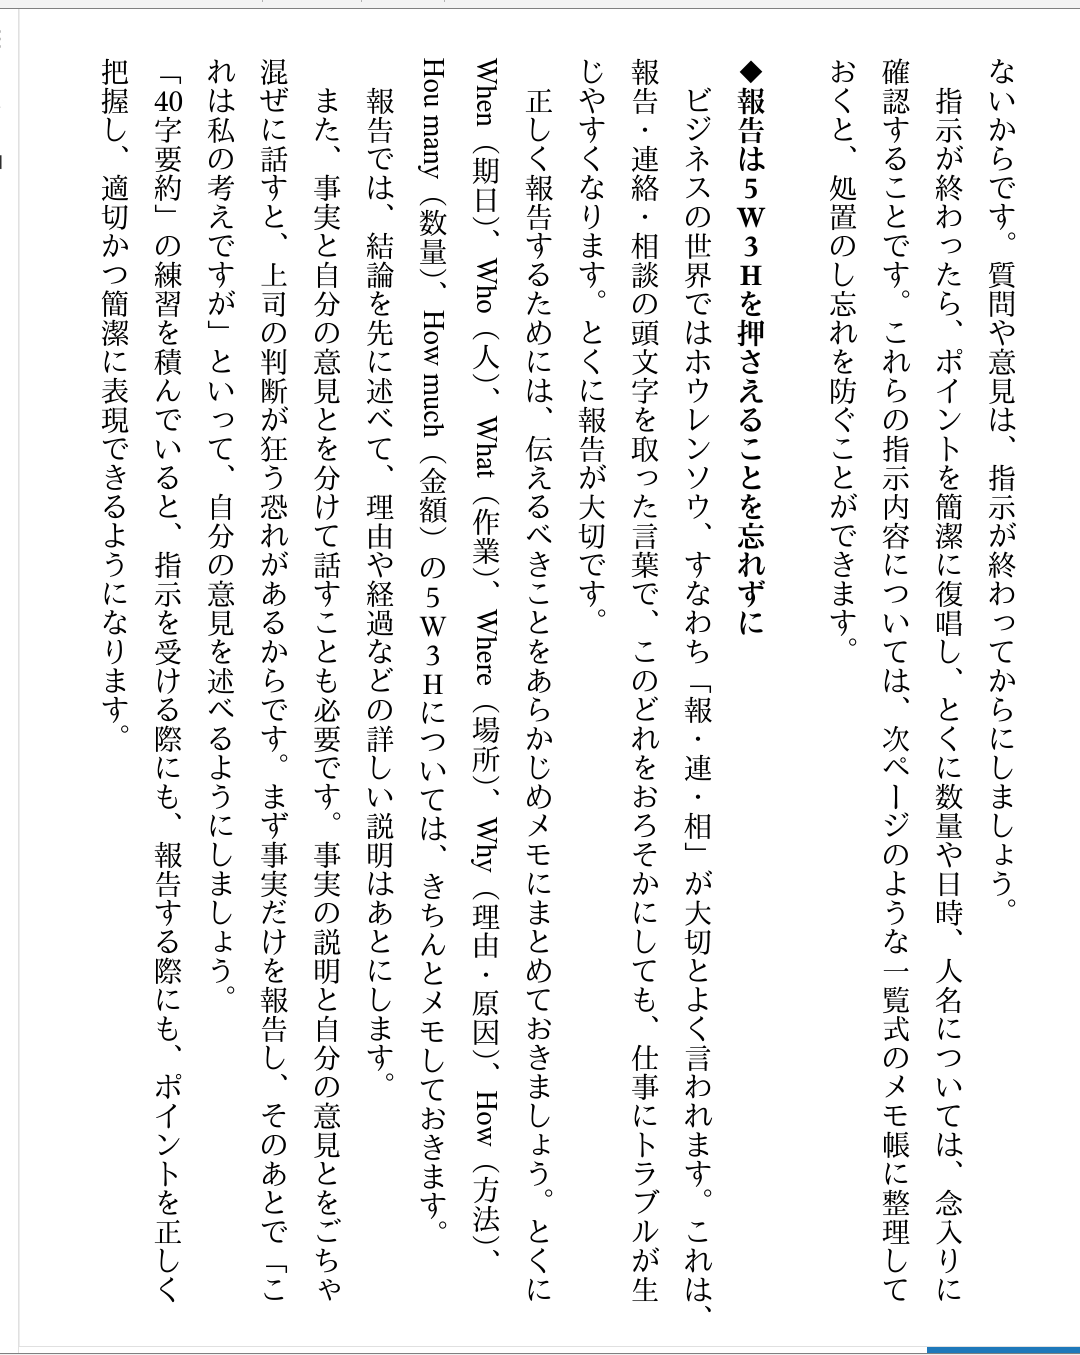 ないからです。質問や意見は、指示が終わってからにしましょう。
　指示が終わったら、ポイントを簡潔に復唱し、とくに数量や日時、人名については、念入りに
確認することです。これらの指示内容については、次ページのような一覧式のメモ帳に整理して
おくと、処置のし忘れを防ぐことができます。
◆報告は５Ｗ３Ｈを押さえることを忘れずに
　ビジネスの世界ではホウレンソウ、すなわち「報・連・相」が大切とよく言われます。これは、
報告・連絡・相談の頭文字を取った言葉で、このどれをおろそかにしても、仕事にトラブルが生
じやすくなります。とくに報告が大切です。
　正しく報告するためには、伝えるべきことをあらかじめメモにまとめておきましょう。とくに
When（期日）、Who（人）、What（作業）、Where（場所）、Why（理由・原因）、How（方法）、
Hou many（数量）、How much（金額）の５Ｗ３Ｈについては、きちんとメモしておきます。
　報告では、結論を先に述べて、理由や経過などの詳しい説明はあとにします。
　また、事実と自分の意見とを分けて話すことも必要です。事実の説明と自分の意見とをごちゃ
混ぜに話すと、上司の判断が狂う恐れがあるからです。まず事実だけを報告し、そのあとで「こ
れは私の考えですが」といって、自分の意見を述べるようにしましょう。
「40字要約」の練習を積んでいると、指示を受ける際にも、報告する際にも、ポイントを正しく
把握し、適切かつ簡潔に表現できるようになります。